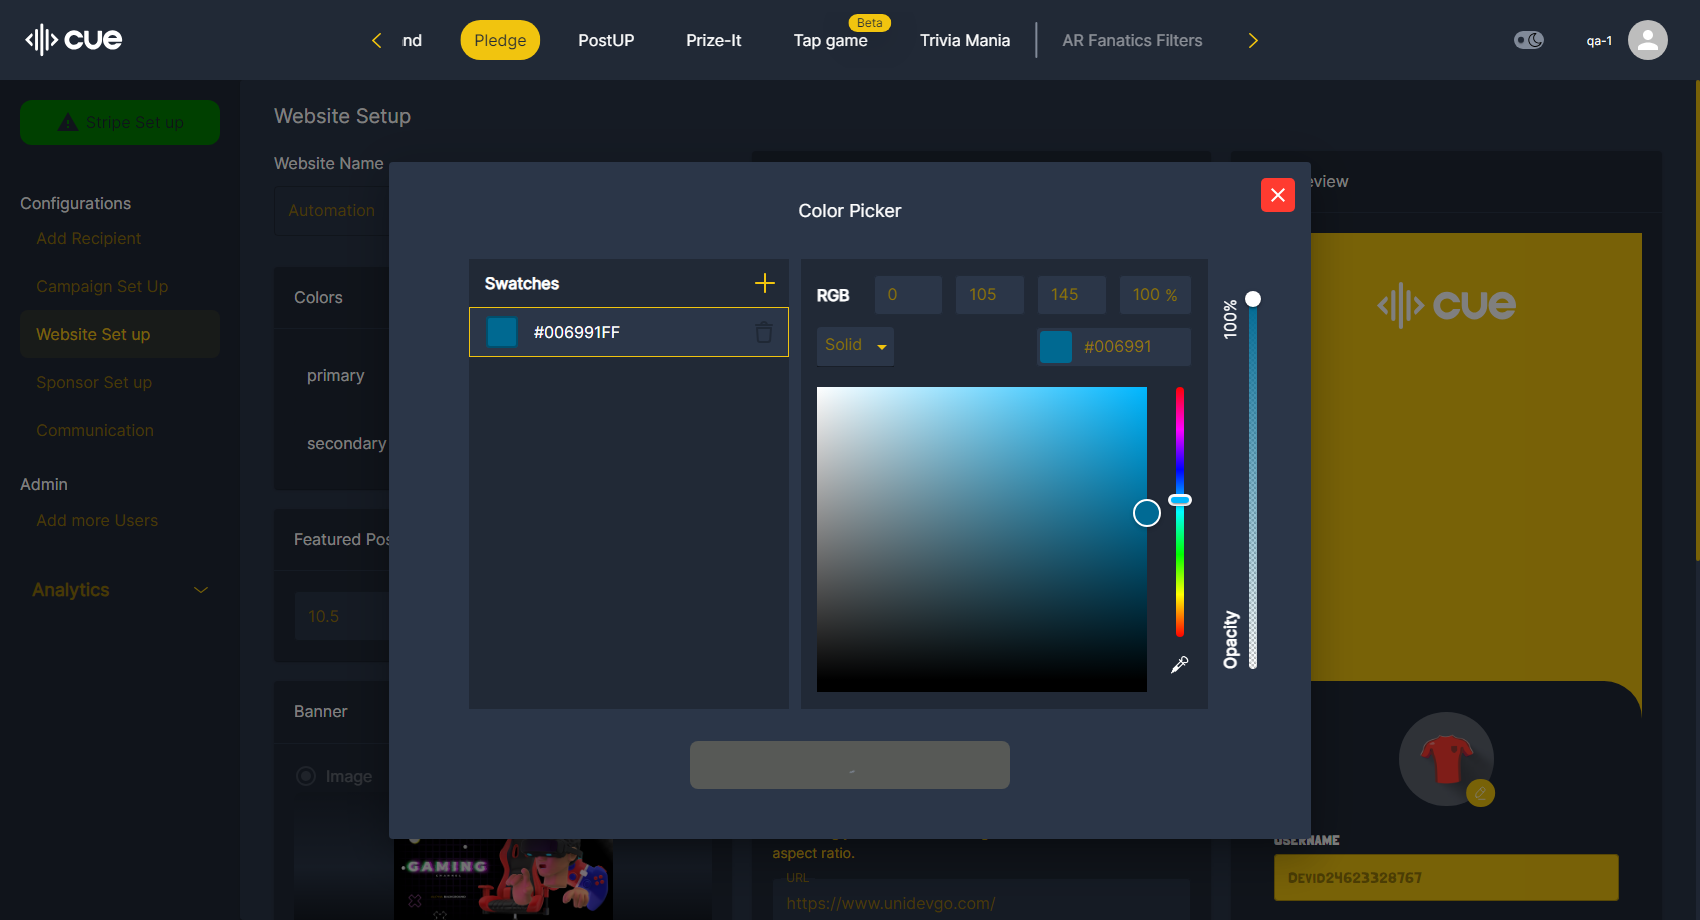 cue
nd
Pledge
PostUP
Prize-It
Beta
Tap game
Trivia Mania
AR Fanatics Filters
qa-1
Stripe Set up
Configurations
Add Recipient
Campaign Set Up
Website Set up
Sponsor Set up
Communication
Admin
Add more Users
Analytics
Website Setup
Website Name
Automation
Colors
primary
secondary
Featured Pos
10.5
Banner
Image
GAMING
Color Picker
Swatches
#006991FF
RGB
0
105
145
100 %
Solid
#006991
100%
Opacity
aspect ratio.
URL
https://www.unidevgo.com/
view
cue
USERNAME
Devid24623328767